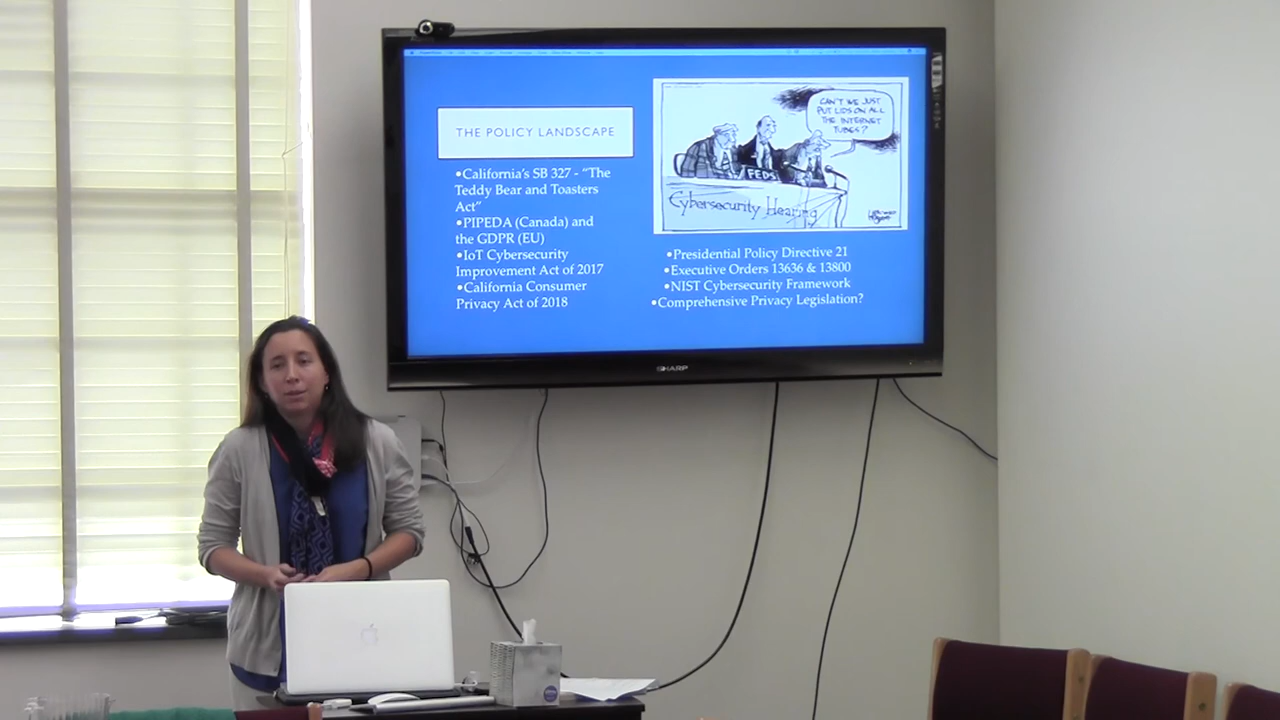 THE POLICY LANDSCAPE
•California's SB 327 - "The
Teddy Bear and Toasters
Act"
•PIPEDA (Canada) and
the GDPR (EU)
•IoT Cybersecurity
Improvement Act of 2017
•California Consumer
Privacy Act of 2018
CAN'T WE JUST
PUT LIDS ON ALL
THE INTERNET
TUBES?
FEDS
Cybersecurity Hearing
•Presidential Policy Directive 21
•Executive Orders 13636 & 13800
•NIST Cybersecurity Framework
•Comprehensive Privacy Legislation?
SHARP